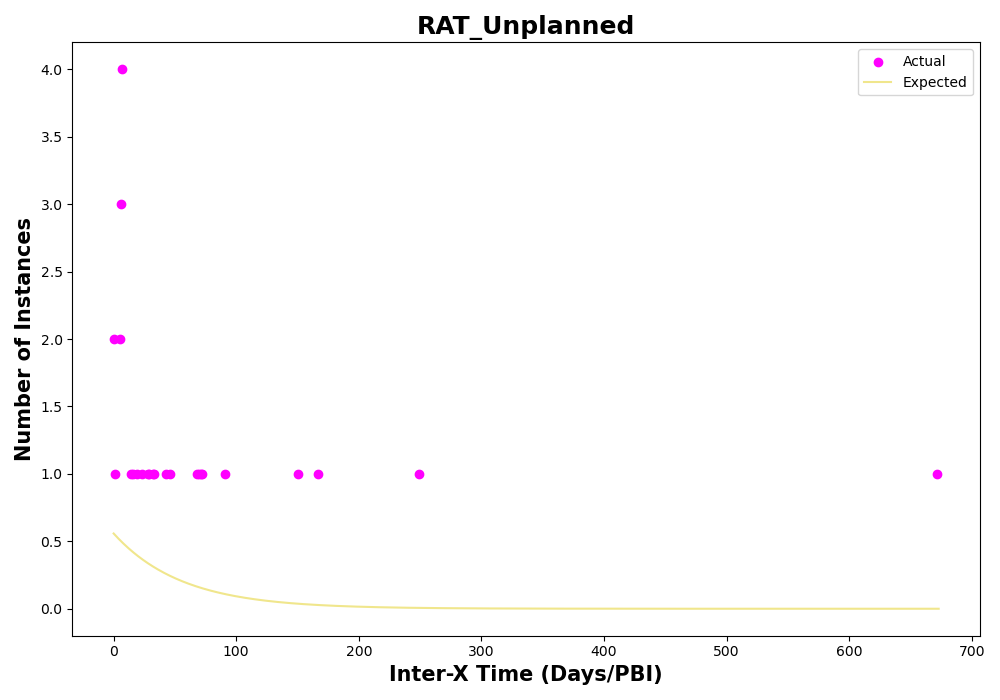 RAT_Unplanned
Actual
Expected
Number of Instances
4.0
3.5
3.0
2.5
2.0
1.5
1.0
0.5
0.0
0 100 200 300 400 500 600 700
Inter-X Time (Days/PBI)